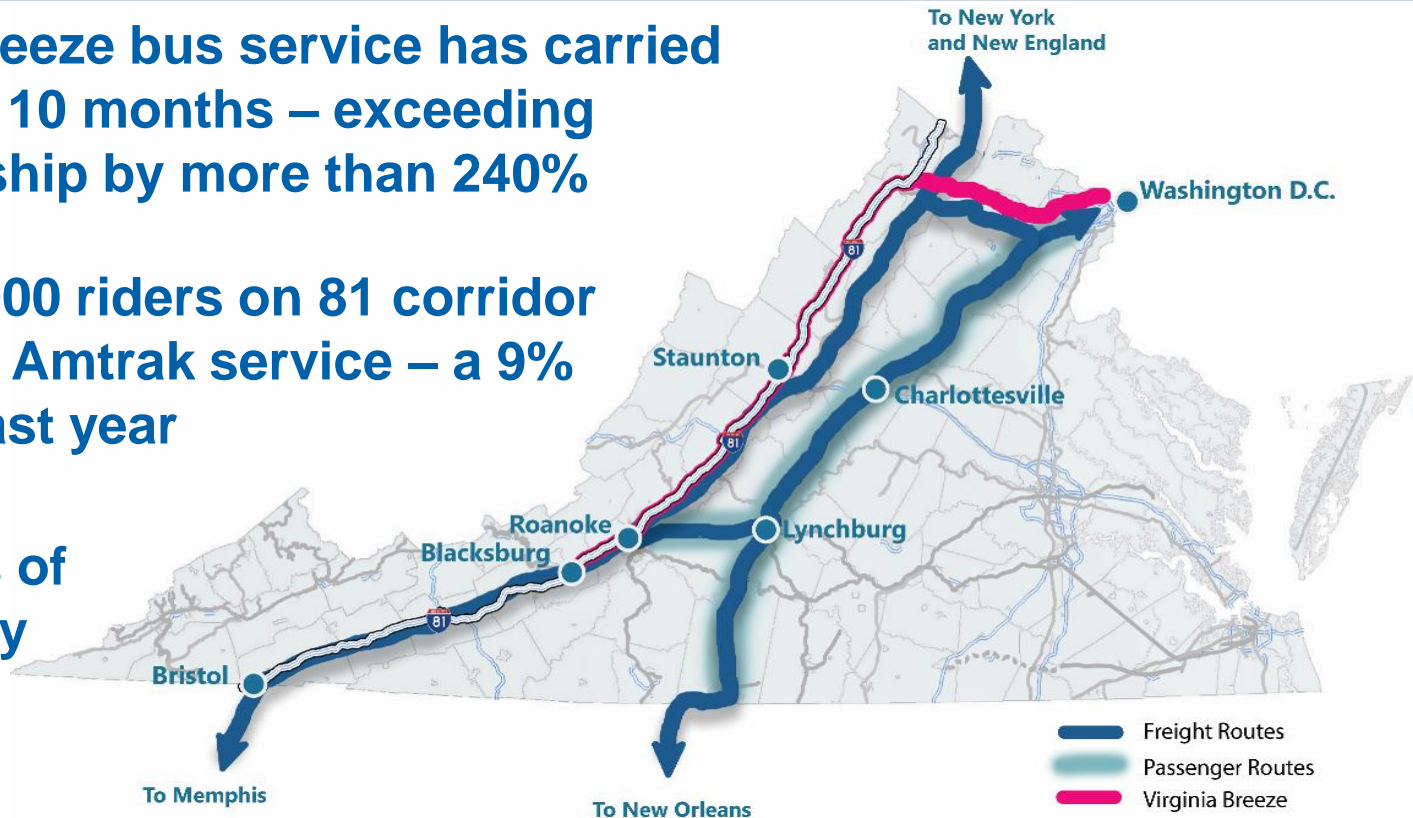 eeze bus service has carried
10 months – exceeding
ship by more than 240%
00 riders on 81 corridor
Amtrak service – a 9%
ast year
of
y
To New York
and New England
Washington D.C.
81
Staunton
Charlottesville
81
Roanoke
Lynchburg
Blacksburg
81
Bristol
To Memphis
To New Orleans
Freight Routes
Passenger Routes
Virginia Breeze